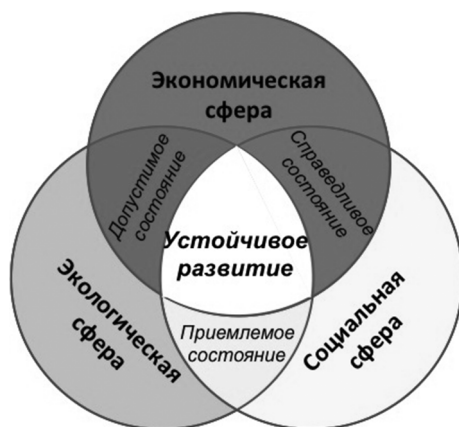 Экономическая
сфера
Допустимое
состояние
Справедливое
состояние
Устойчивое
развитие
Экологическая
сфера
Приемлемое
состояние
Социальная
сфера